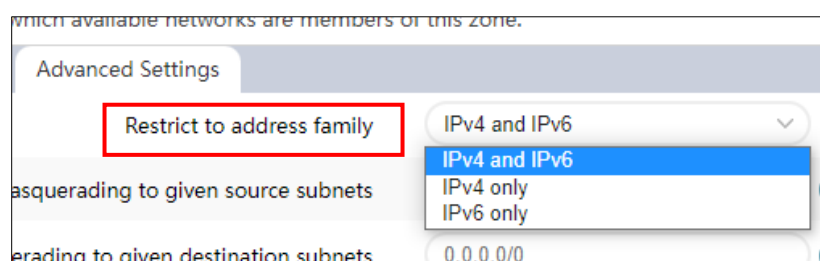 which available networks are members of this zone.
Advanced Settings
Restrict to address family
IPv4 and IPv6
IPv4 and IPv6
IPv4 only
IPv6 only
asquerading to given source subnets
erading to given destination subnets
0.0.0.0/0